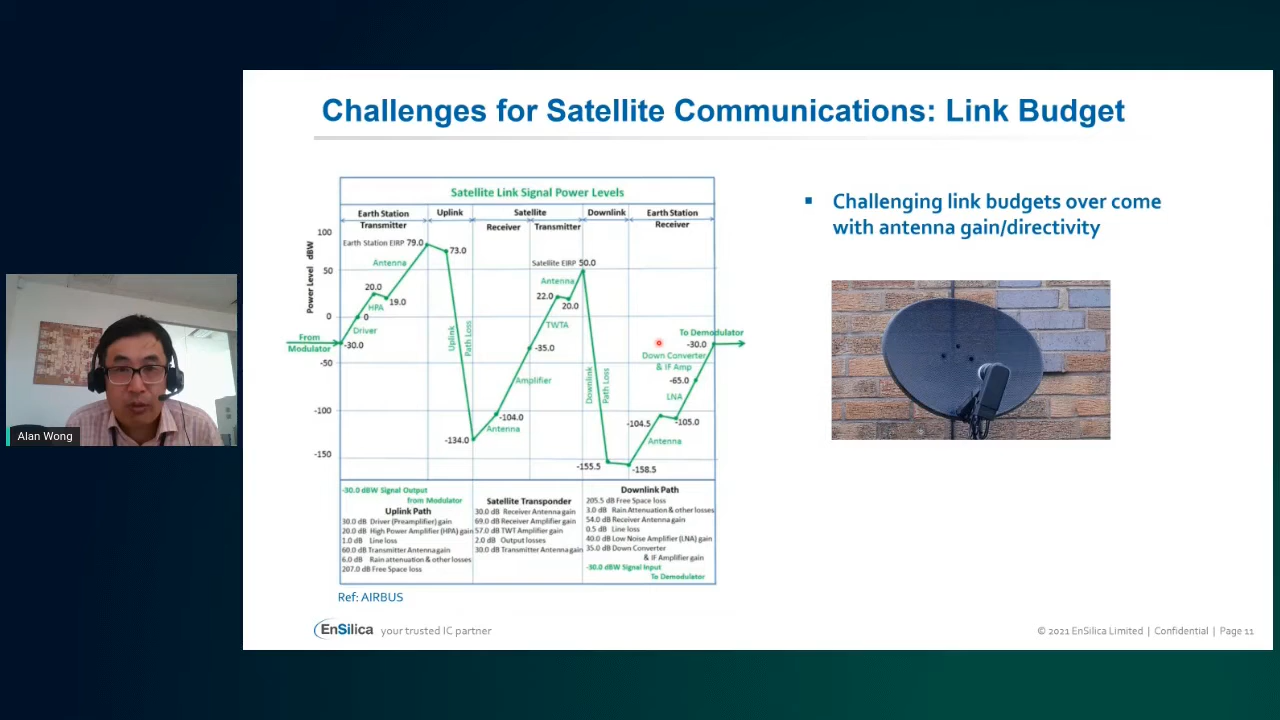 Challenges for Satellite Communications: Link Budget
Satellite Link Signal Power Levels
Earth Station
Transmitter
Uplink
Satellite
Receiver
Transmitter
Downlink
Earth Station
Receiver
Power Level dBW
100
50
0
-50
-100
-150
From
Modulator
-30.0
Driver
0
HPA
20.0
19.0
Antenna
Earth Station EIRP 79.0
73.0
Uplink
Path Loss
-134.0
Antenna
-104.0
Amplifier
-35.0
TWTA
22.0
20.0
Antenna
Satellite EIRP 50.0
Downlink
Path Loss
-155.5
-158.5
Antenna
-104.5
-105.0
LNA
-65.0
Down Converter
& IF Amp
-30.0
To Demodulator
-30.0 dBW Signal Output
from Modulator
Uplink Path
30.0 dB Driver (Preamplifier) gain
20.0 dB High Power Amplifier (HPA) gain
1.0 dB Line loss
60.0 dB Transmitter Antenna gain
6.0 dB Rain attenuation & other losses
207.0 dB Free Space loss
Satellite Transponder
30.0 dB Receiver Antenna gain
69.0 dB Receiver Amplifier gain
57.0 dB TWT Amplifier gain
2.0 dB Output losses
30.0 dB Transmitter Antenna gain
Downlink Path
205.5 dB Free Space loss
3.0 dB Rain Attenuation & other losses
54.0 dB Receiver Antenna gain
0.5 dB Line loss
40.0 dB Low Noise Amplifier (LNA) gain
35.0 dB Down Converter
& IF Amplifier gain
-30.0 dBW Signal Input
To Demodulator
Ref: AIRBUS
▪ Challenging link budgets over come
with antenna gain/directivity
Alan Wong
EnSilica your trusted IC partner
© 2021 EnSilica Limited | Confidential | Page 11